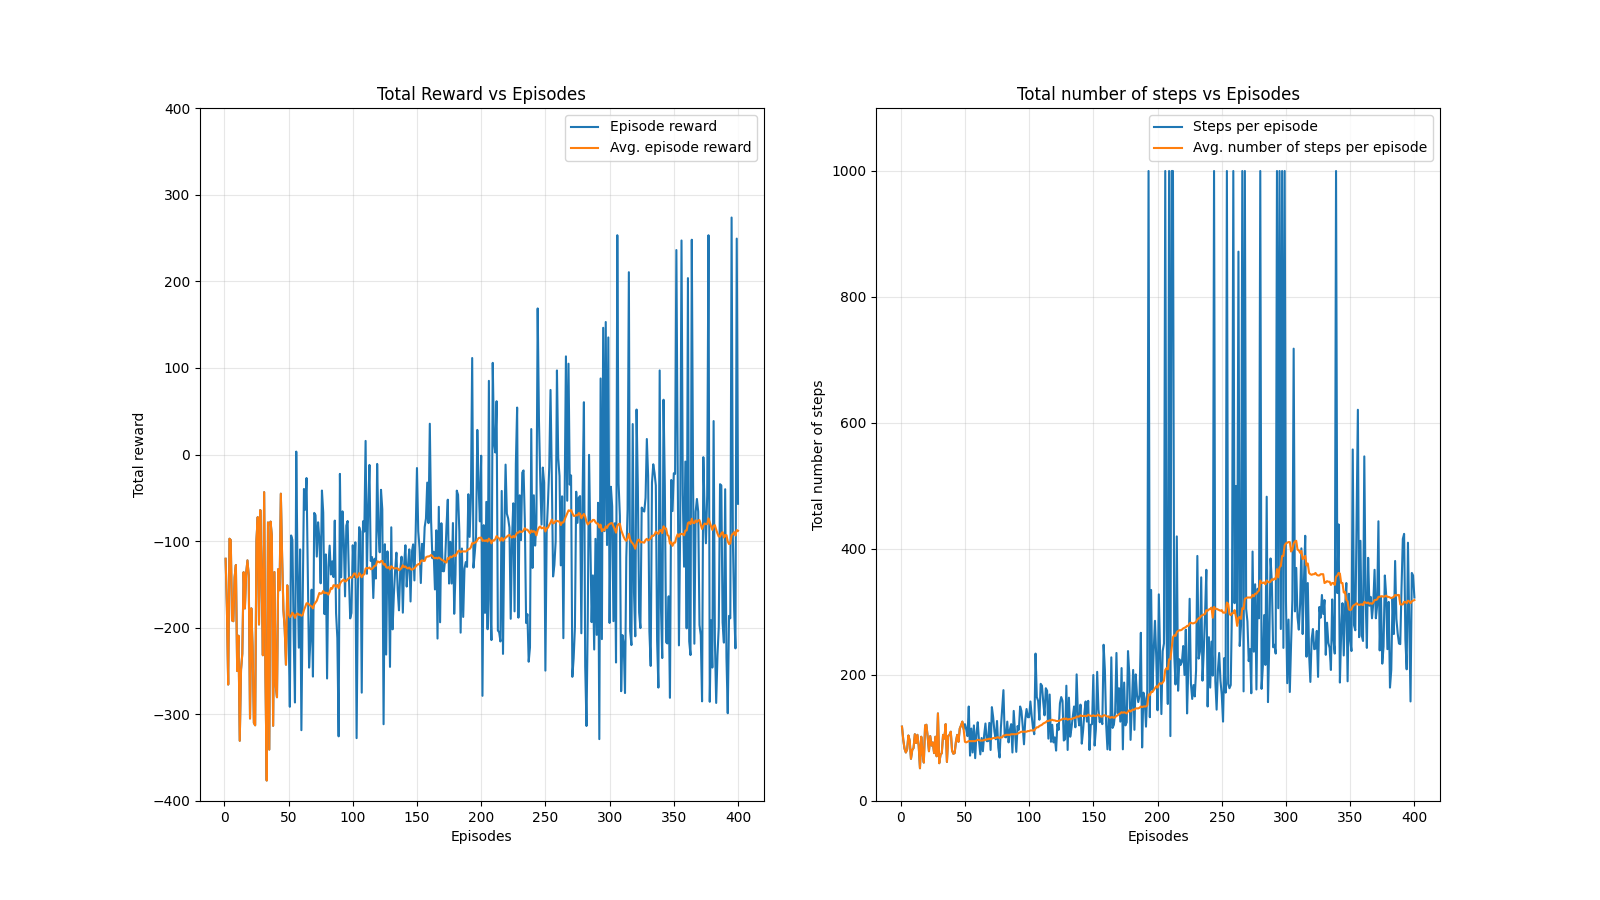 Total Reward vs Episodes
400
300
200
100
0
−100
−200
−300
−400
Total reward
0 50 100 150 200 250 300 350 400
Episodes
Episode reward
Avg. episode reward
Total number of steps vs Episodes
1000
800
600
400
200
0
Total number of steps
0 50 100 150 200 250 300 350 400
Episodes
Steps per episode
Avg. number of steps per episode